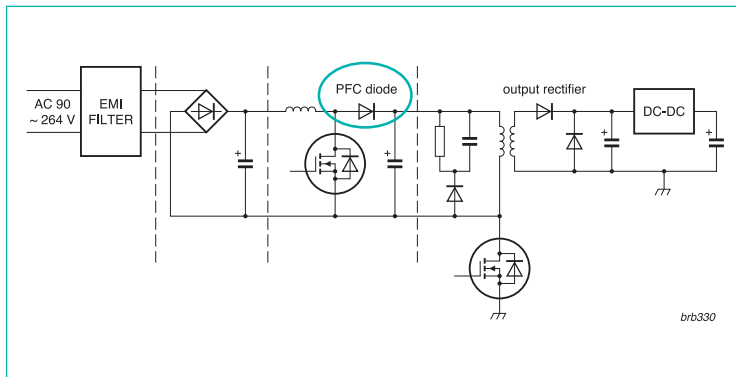 AC 90
~ 264 V
EMI
FILTER
PFC diode
output rectifier
DC-DC
+
+
+
+
brb330